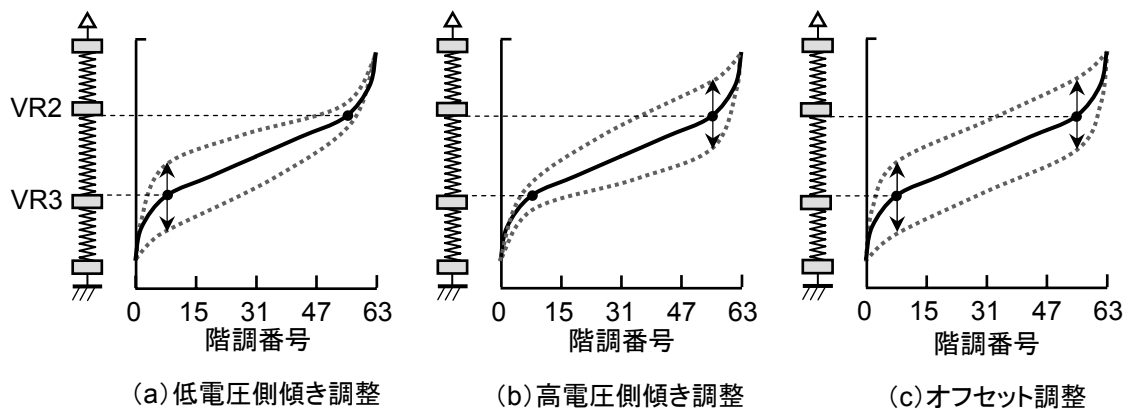 VR2
VR3
0 15 31 47 63
階調番号
(a)低電圧側傾き調整
0 15 31 47 63
階調番号
(b)高電圧側傾き調整
0 15 31 47 63
階調番号
(c)オフセット調整